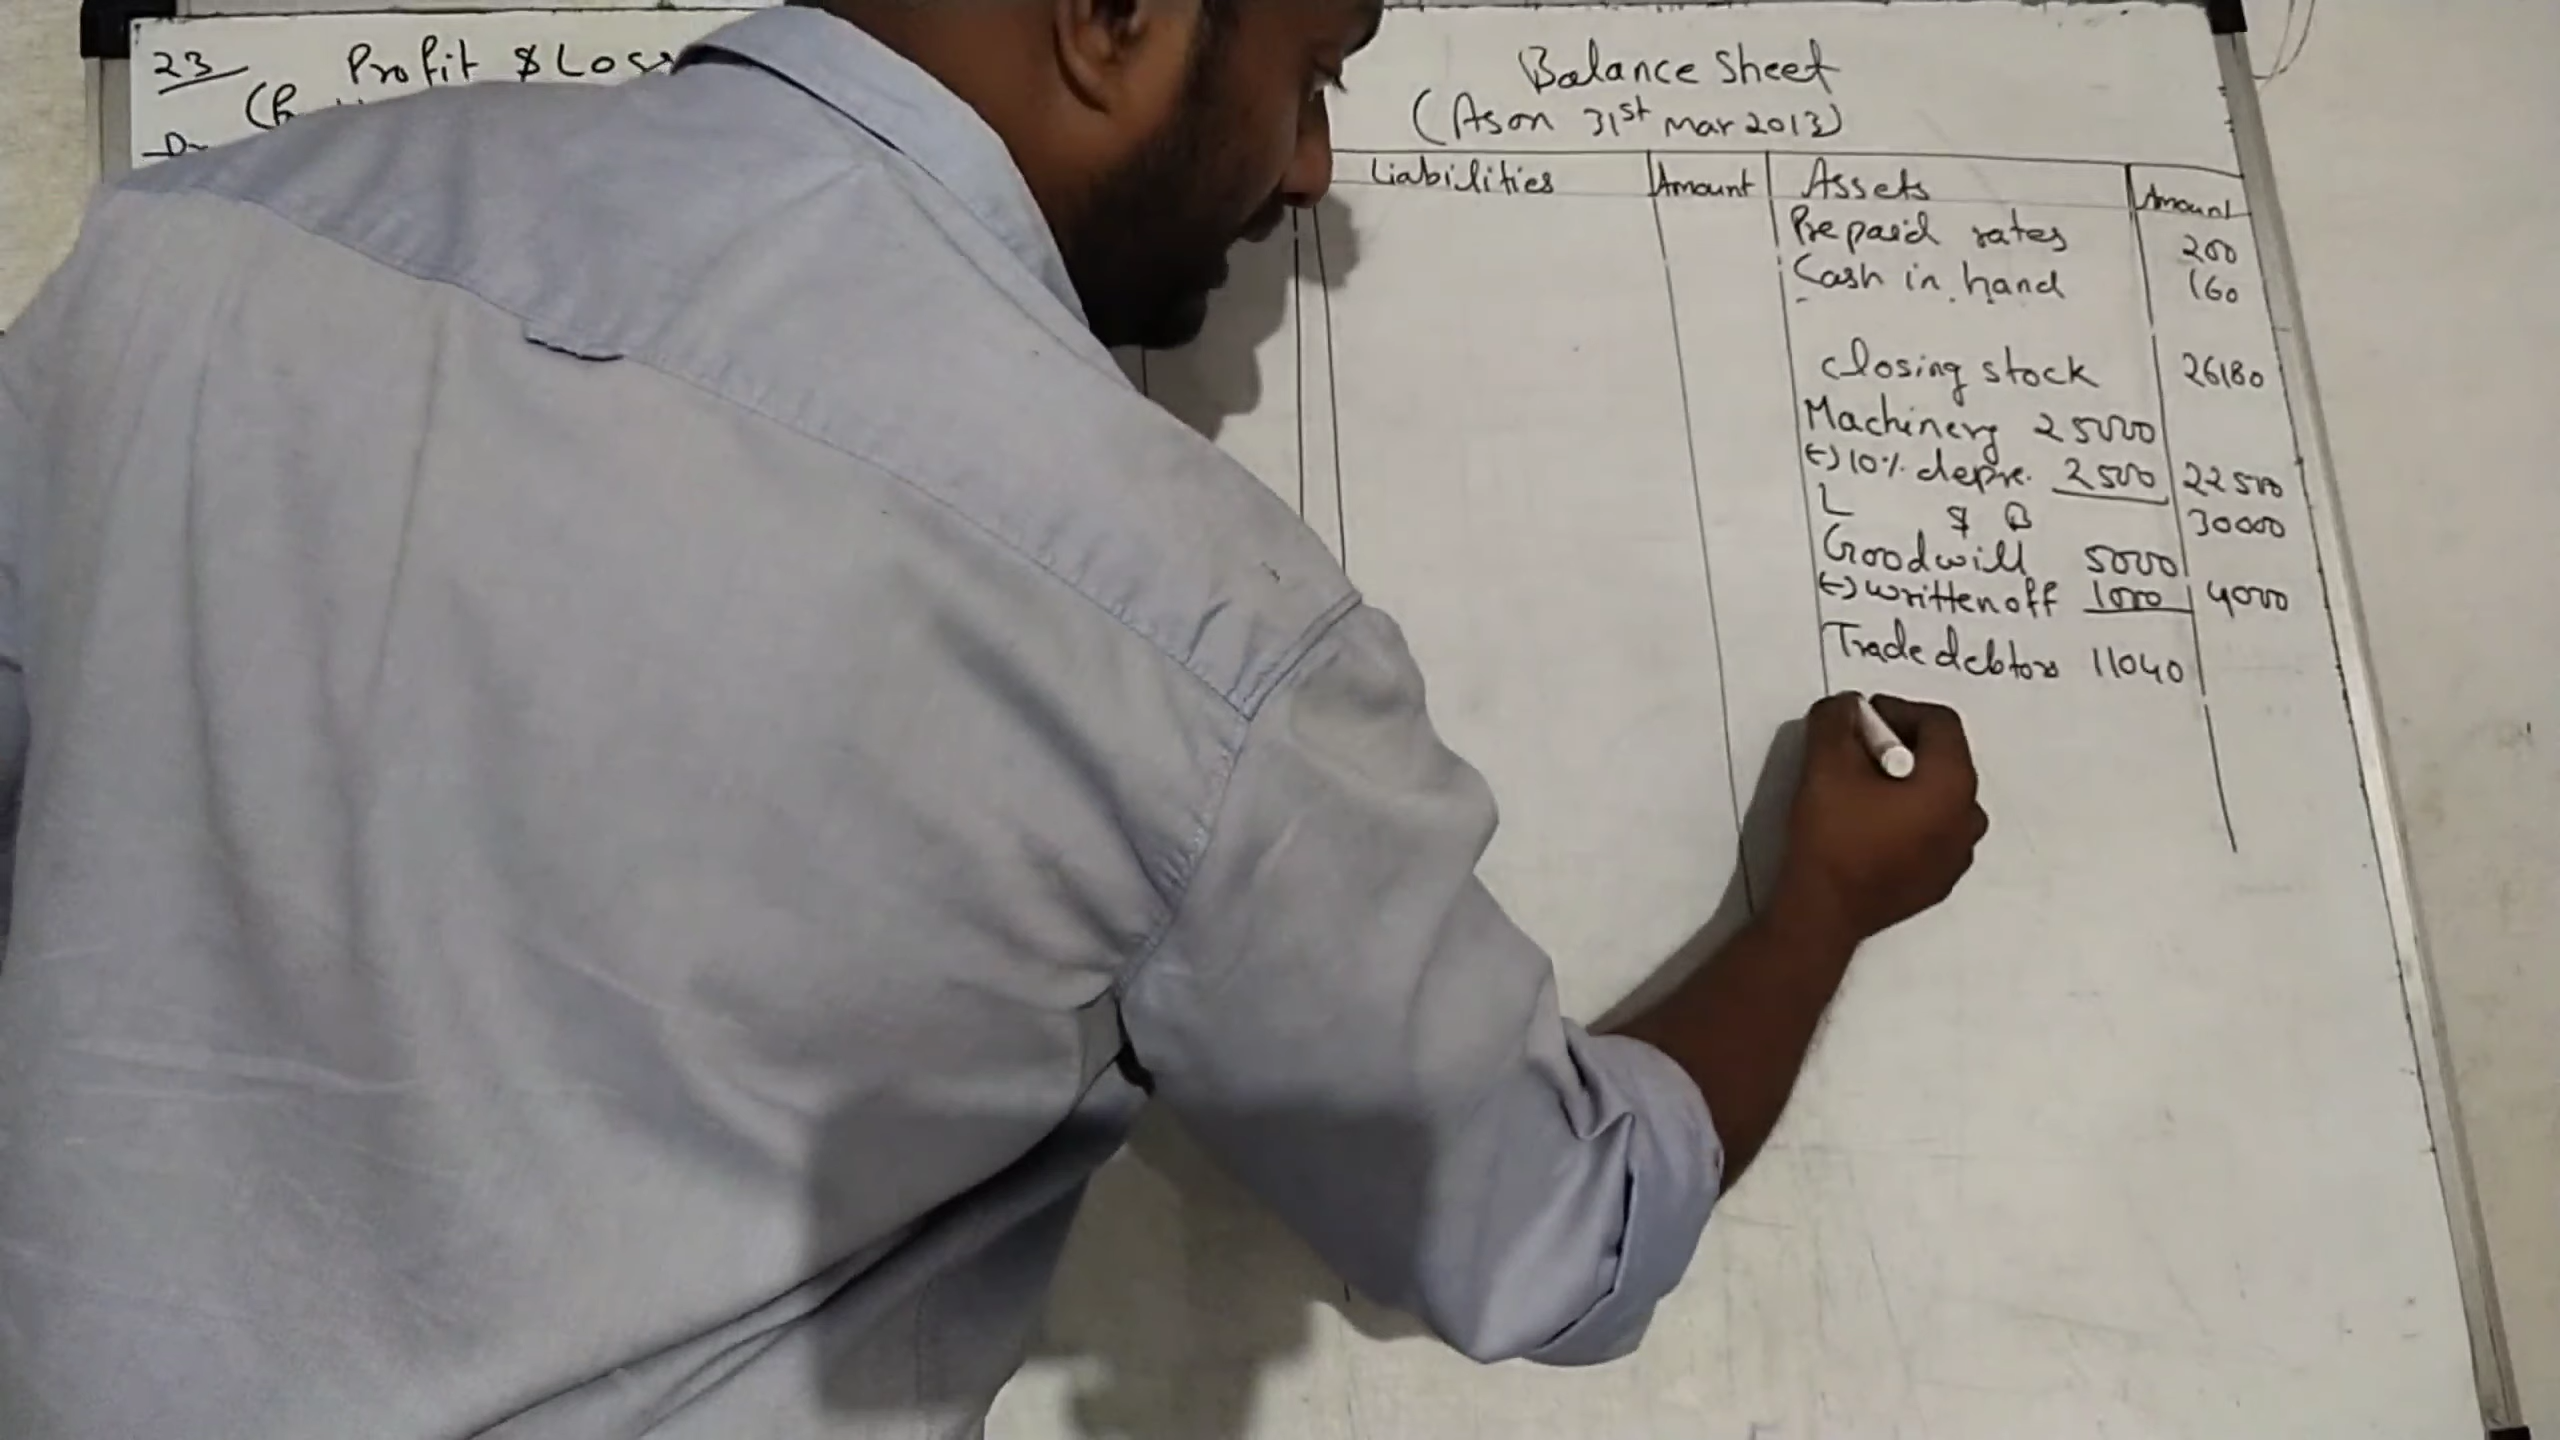 23 Profit & Loss
Dr
Balance Sheet
(As on 31st Mar 2013)
Liabilities Amount Assets Amount
Prepaid rates 200
Cash in hand 160
Closing stock 26180
Machinery 25000
(-) 10% depre. 2500 22500
L & B 30000
Goodwill 5000
(-) written off 1000 4000
Trade debtors 11040